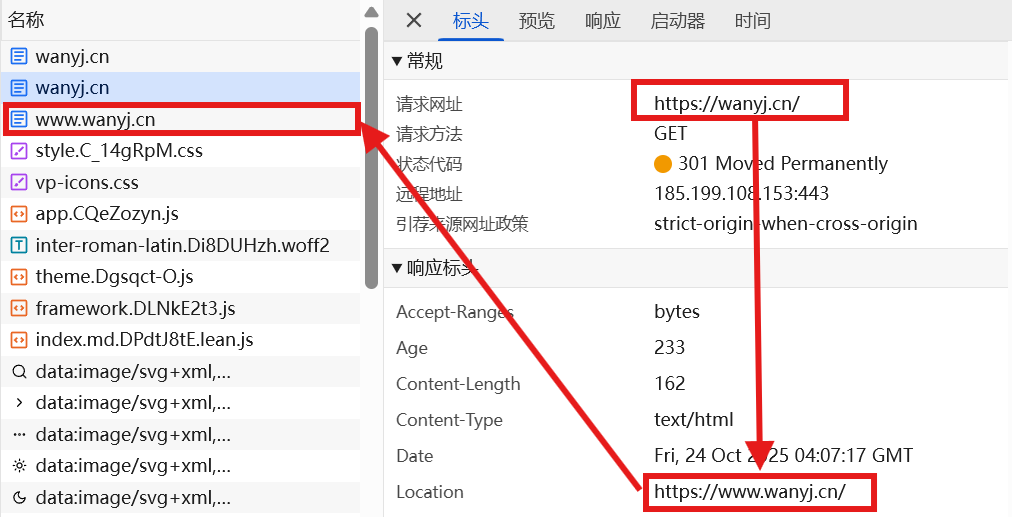 名称
wanyj.cn
wanyj.cn
www.wanyj.cn
style.C_14gRpM.css
vp-icons.css
app.CQeZozyn.js
inter-roman-latin.Di8DUHzh.woff2
theme.Dgsqct-O.js
framework.DLNkE2t3.js
index.md.DPdtJ8tE.lean.js
data:image/svg+xml,...
data:image/svg+xml,...
data:image/svg+xml,...
data:image/svg+xml,...
data:image/svg+xml,...
标头 预览 响应 启动器 时间
常规
请求网址 https://wanyj.cn/
请求方法 GET
状态代码 301 Moved Permanently
远程地址 185.199.108.153:443
引荐来源网址政策 strict-origin-when-cross-origin
响应标头
Accept-Ranges bytes
Age 233
Content-Length 162
Content-Type text/html
Date Fri, 24 Oct 2025 04:07:17 GMT
Location https://www.wanyj.cn/